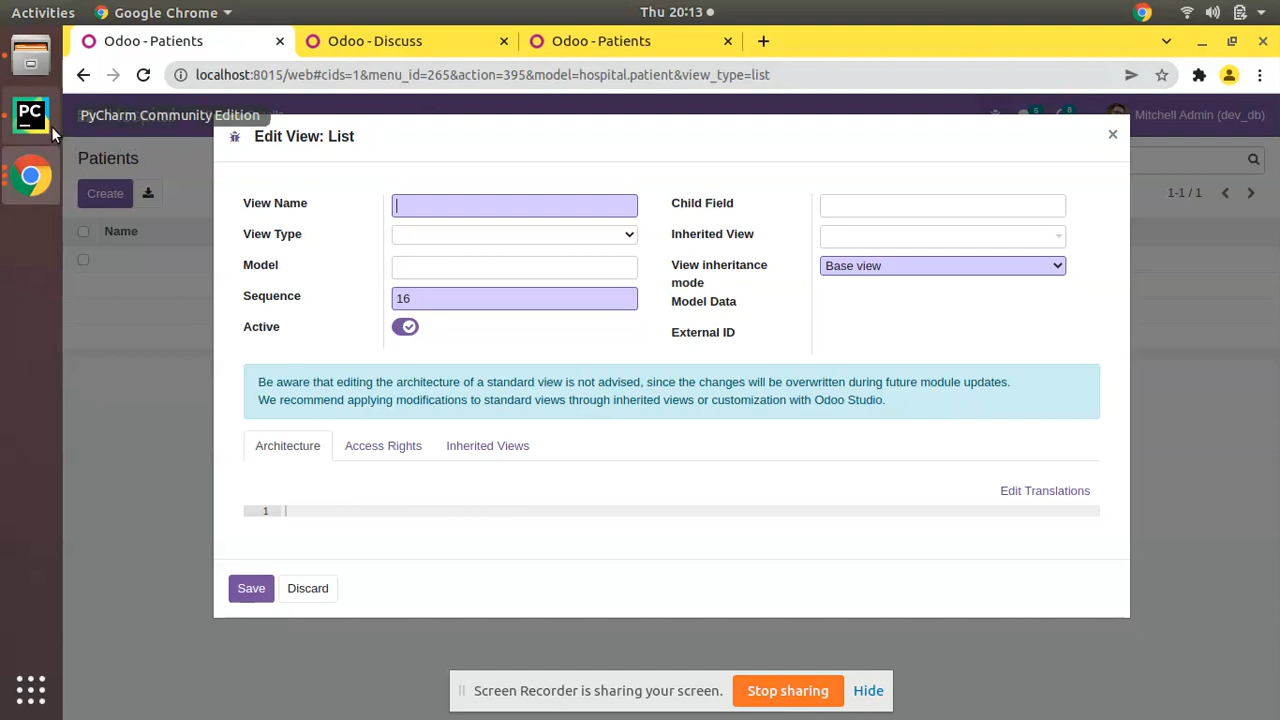 Activities
Google Chrome
Thu 20:13
Odoo - Patients
Odoo - Discuss
Odoo - Patients
localhost:8015/web#cids=1&menu_id=265&action=395&model=hospital.patient&view_type=list
PC
PyCharm Community Edition
5
8
Mitchell Admin (dev_db)
Edit View: List
Patients
Create
1-1 / 1
Name
View Name
View Type
Model
Sequence
16
Active
Child Field
Inherited View
View inheritance
mode
Base view
Model Data
External ID
Be aware that editing the architecture of a standard view is not advised, since the changes will be overwritten during future module updates.
We recommend applying modifications to standard views through inherited views or customization with Odoo Studio.
Architecture
Access Rights
Inherited Views
Edit Translations
1
Save
Discard
Screen Recorder is sharing your screen.
Stop sharing
Hide